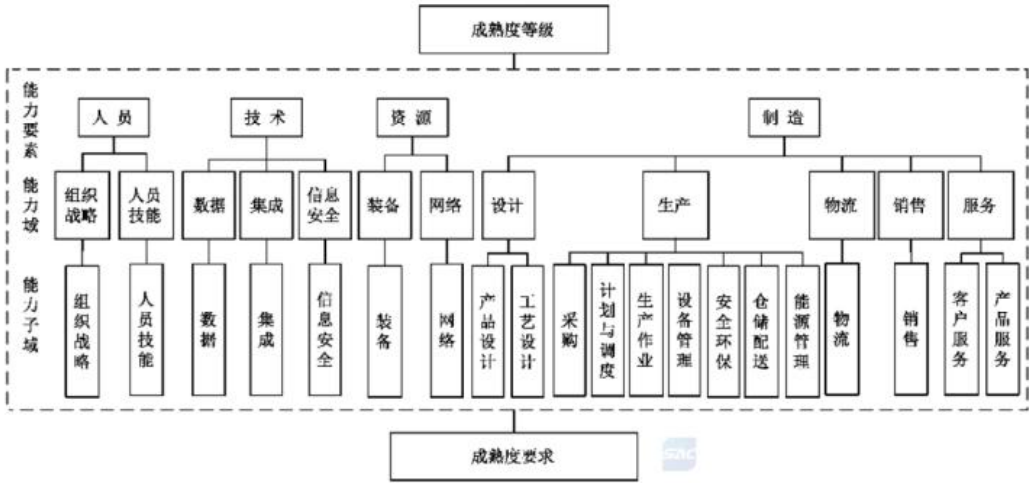 成熟度等级
能力要素
人员
技术
资源
制造
能力域
组织
战略
人员
技能
数据
集成
信息
安全
装备
网络
设计
生产
物流
销售
服务
能力子域
组织战略
人员技能
数据
集成
信息安全
装备
网络
产品设计
工艺设计
采购
计划与调度
生产作业
设备管理
安全环保
仓储配送
能源管理
物流
销售
客户服务
产品服务
成熟度要求
sac